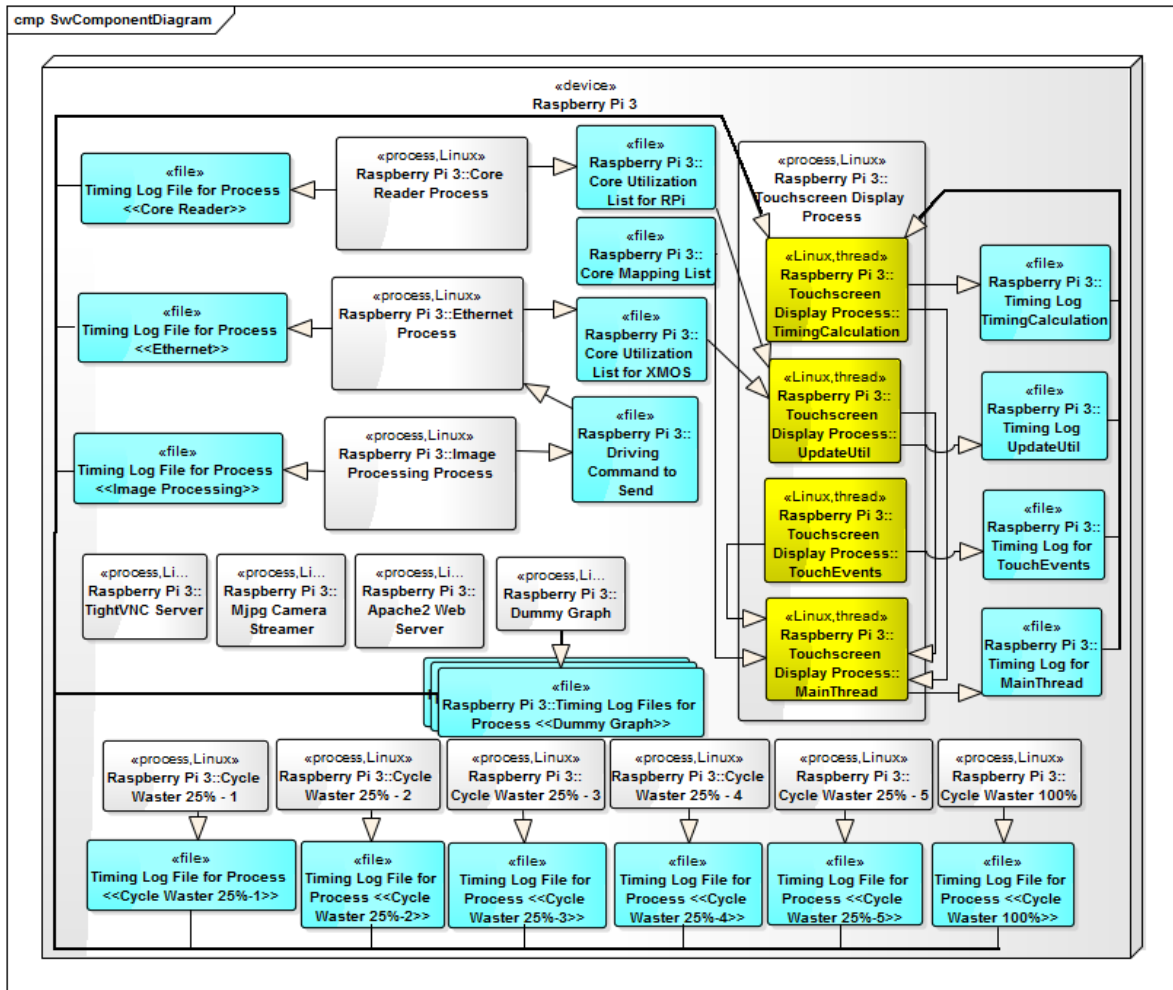 cmp SwComponentDiagram
«device»
Raspberry Pi 3
«file»
Timing Log File for Process
<<Core Reader>>
«process,Linux»
Raspberry Pi 3::Core
Reader Process
«file»
Raspberry Pi 3::
Core Utilization
List for RPi
«process,Linux»
Raspberry Pi 3::
Touchscreen Display
Process
«file»
Raspberry Pi 3::
Core Mapping List
«Linux,thread»
Raspberry Pi 3::
Touchscreen
Display Process::
TimingCalculation
«file»
Raspberry Pi 3::
Timing Log
TimingCalculation
«file»
Timing Log File for Process
<<Ethernet>>
«process,Linux»
Raspberry Pi 3::Ethernet
Process
«file»
Raspberry Pi 3::
Core Utilization
List for XMOS
«Linux,thread»
Raspberry Pi 3::
Touchscreen
Display Process::
UpdateUtil
«file»
Raspberry Pi 3::
Timing Log
UpdateUtil
«file»
Timing Log File for Process
<<Image Processing>>
«process,Linux»
Raspberry Pi 3::Image
Processing Process
«file»
Raspberry Pi 3::
Driving
Command to
Send
«Linux,thread»
Raspberry Pi 3::
Touchscreen
Display Process::
TouchEvents
«file»
Raspberry Pi 3::
Timing Log for
TouchEvents
«process,Li...
Raspberry Pi 3::
TightVNC Server
«process,Li...
Raspberry Pi 3::
Mjpg Camera
Streamer
«process,Li...
Raspberry Pi 3::
Apache2 Web
Server
«process,Li...
Raspberry Pi 3::
Dummy Graph
«Linux,thread»
Raspberry Pi 3::
Touchscreen
Display Process::
MainThread
«file»
Raspberry Pi 3::
Timing Log for
MainThread
«file»
Raspberry Pi 3::Timing Log Files for
Process <<Dummy Graph>>
«process,Linux»
Raspberry Pi 3::Cycle
Waster 25% - 1
«process,Linux»
Raspberry Pi 3::Cycle
Waster 25% - 2
«process,Linux»
Raspberry Pi 3::
Cycle Waster 25% - 3
«process,Linux»
Raspberry Pi 3::Cycle
Waster 25% - 4
«process,Linux»
Raspberry Pi 3::
Cycle Waster 25% - 5
«process,Linux»
Raspberry Pi 3::
Cycle Waster 100%
«file»
Timing Log File for Process
<<Cycle Waster 25%-1>>
«file»
Timing Log File for
Process <<Cycle
Waster 25%-2>>
«file»
Timing Log File for
Process <<Cycle
Waster 25%-3>>
«file»
Timing Log File for
Process <<Cycle
Waster 25%-4>>
«file»
Timing Log File for
Process <<Cycle
Waster 25%-5>>
«file»
Timing Log File for
Process <<Cycle
Waster 100%>>